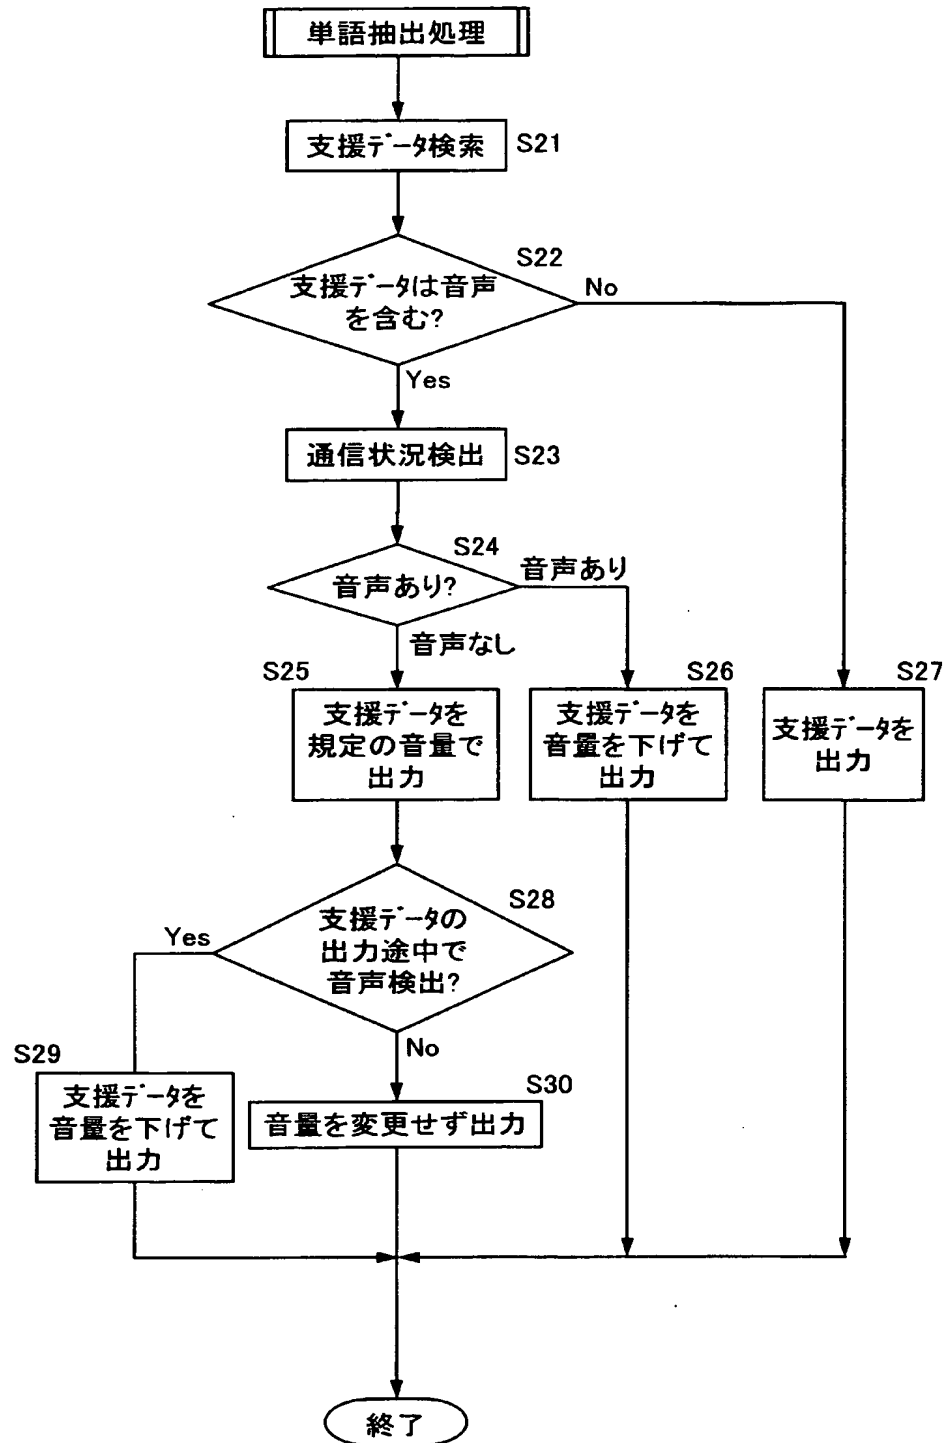 単語抽出処理
支援データ検索
S21
S22
支援データは音声
を含む?
No
Yes
通信状況検出
S23
S24
音声あり?
音声あり
音声なし
S25
支援データを
規定の音量で
出力
S26
支援データを
音量を下げて
出力
S27
支援データを
出力
S28
支援データの
出力途中で
音声検出?
Yes
No
S29
支援データを
音量を下げて
出力
S30
音量を変更せず出力
終了